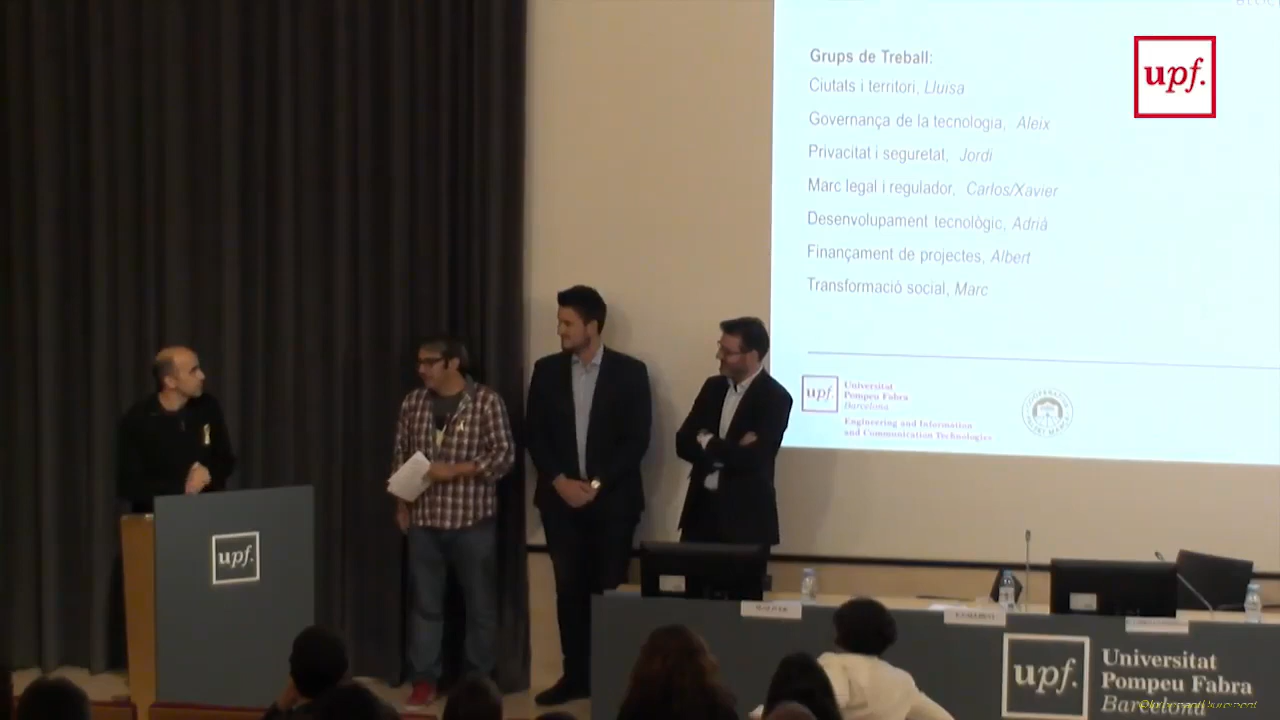 Grups de Treball:
Ciutats i territori, Lluïsa
Governança de la tecnologia, Aleix
Privacitat i seguretat, Jordi
Marc legal i regulador, Carlos/Xavier
Desenvolupament tecnològic, Adrià
Finançament de projectes, Albert
Transformació social, Marc
upf.
upf.
Universitat
Pompeu Fabra
Barcelona
Engineering and Information
and Communication Technologies
upf.
upf.
Universitat
Pompeu Fabra
Barcelona